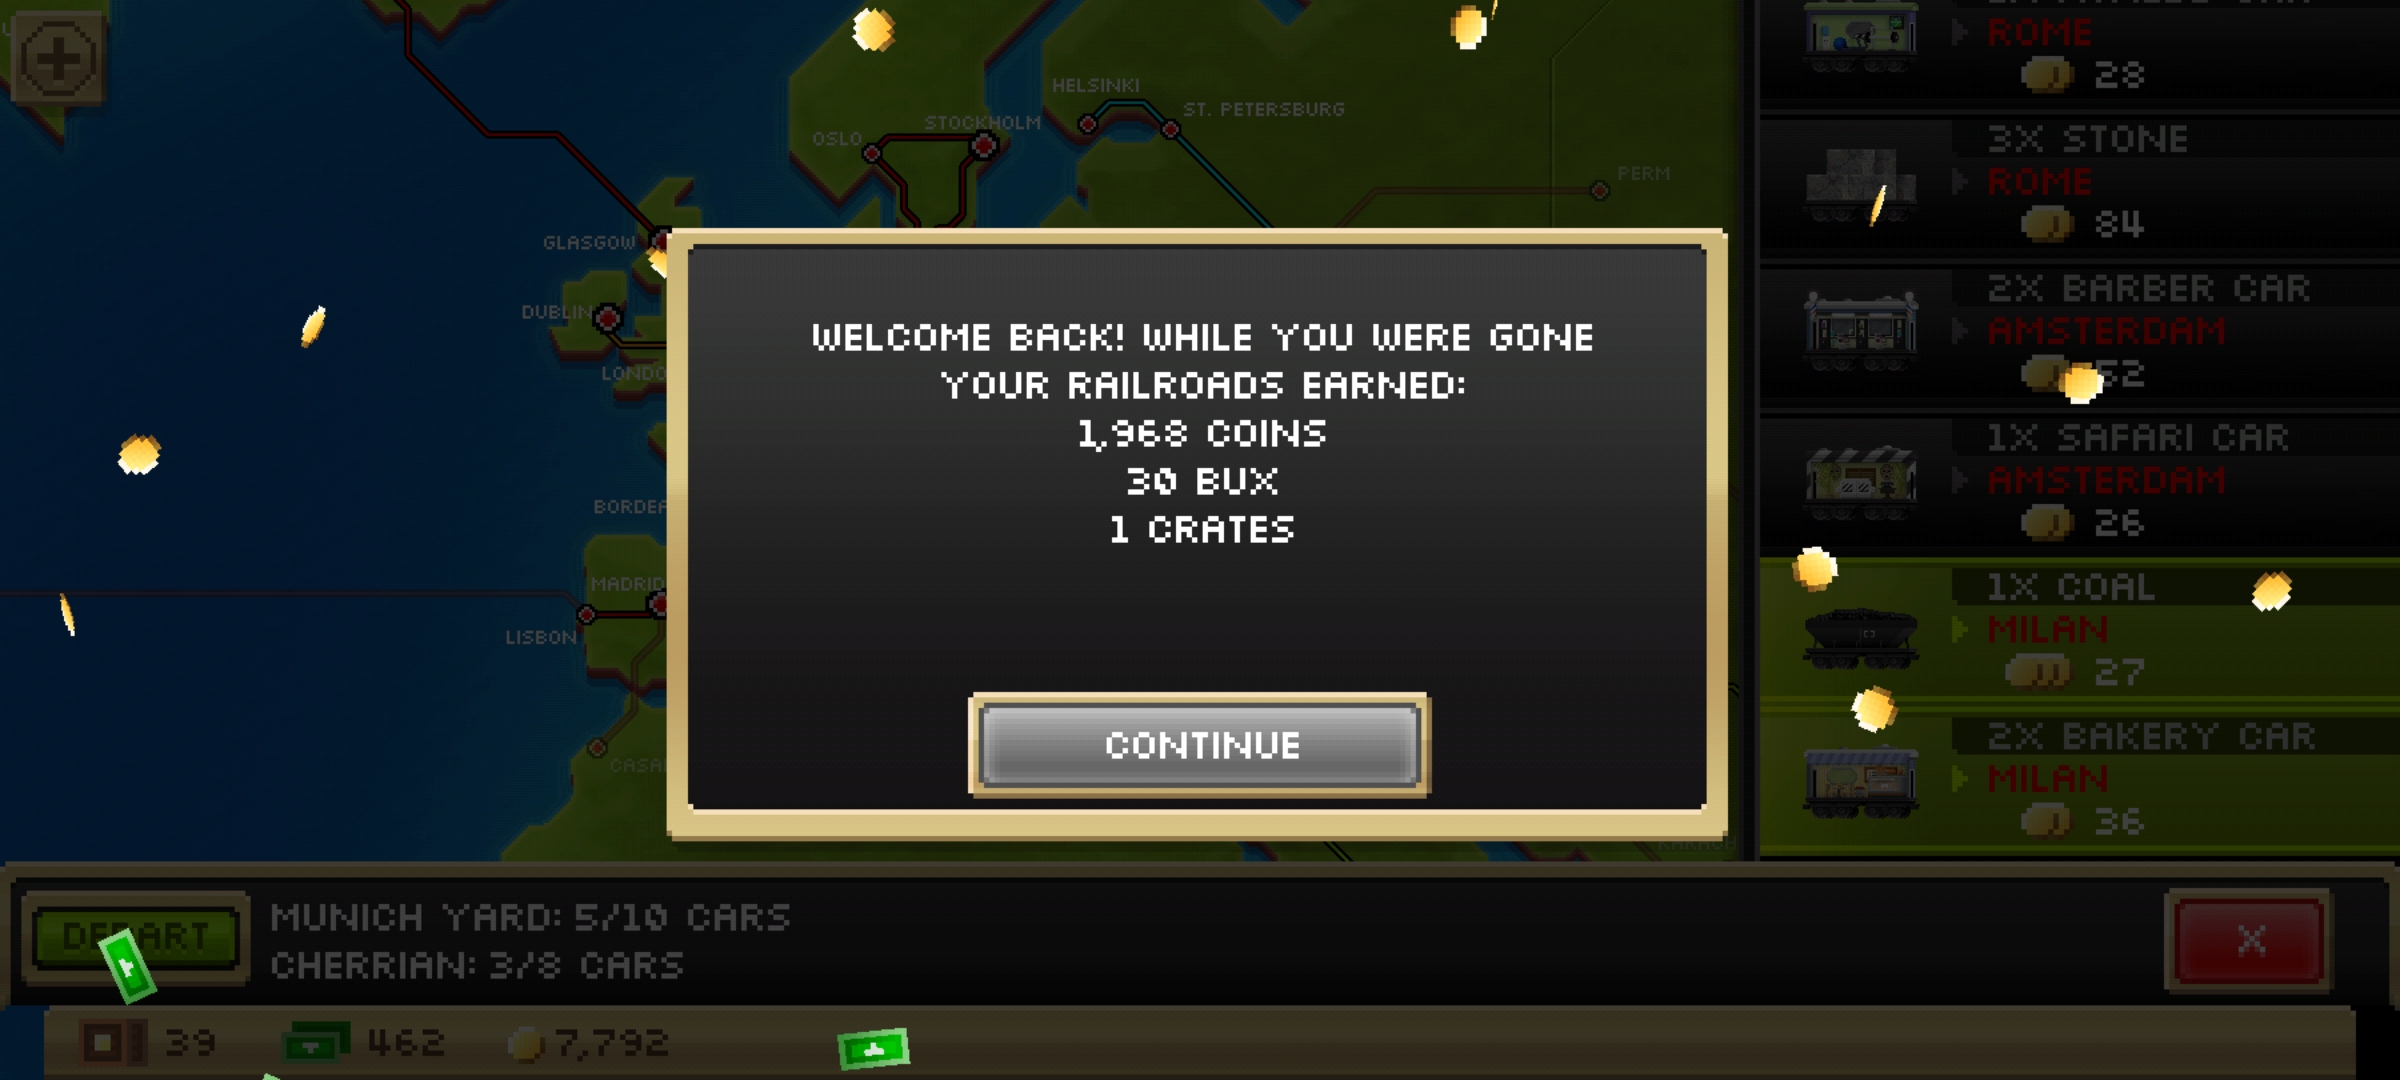 ROME
28
HELSINKI
ST. PETERSBURG
STOCKHOLM
OSLO
PERM
3X STONE
ROME
84
GLASGOW
DUBLIN
2X BARBER CAR
AMSTERDAM
52
WELCOME BACK! WHILE YOU WERE GONE
YOUR RAILROADS EARNED:
1,968 COINS
30 BUX
1 CRATES
CONTINUE
1X SAFARI CAR
AMSTERDAM
26
MADRID
LISBON
1X COAL
MILAN
27
2X BAKERY CAR
MILAN
36
DEPART
MUNICH YARD: 5/10 CARS
CHERRIAN: 3/8 CARS
X
39
462
7,792